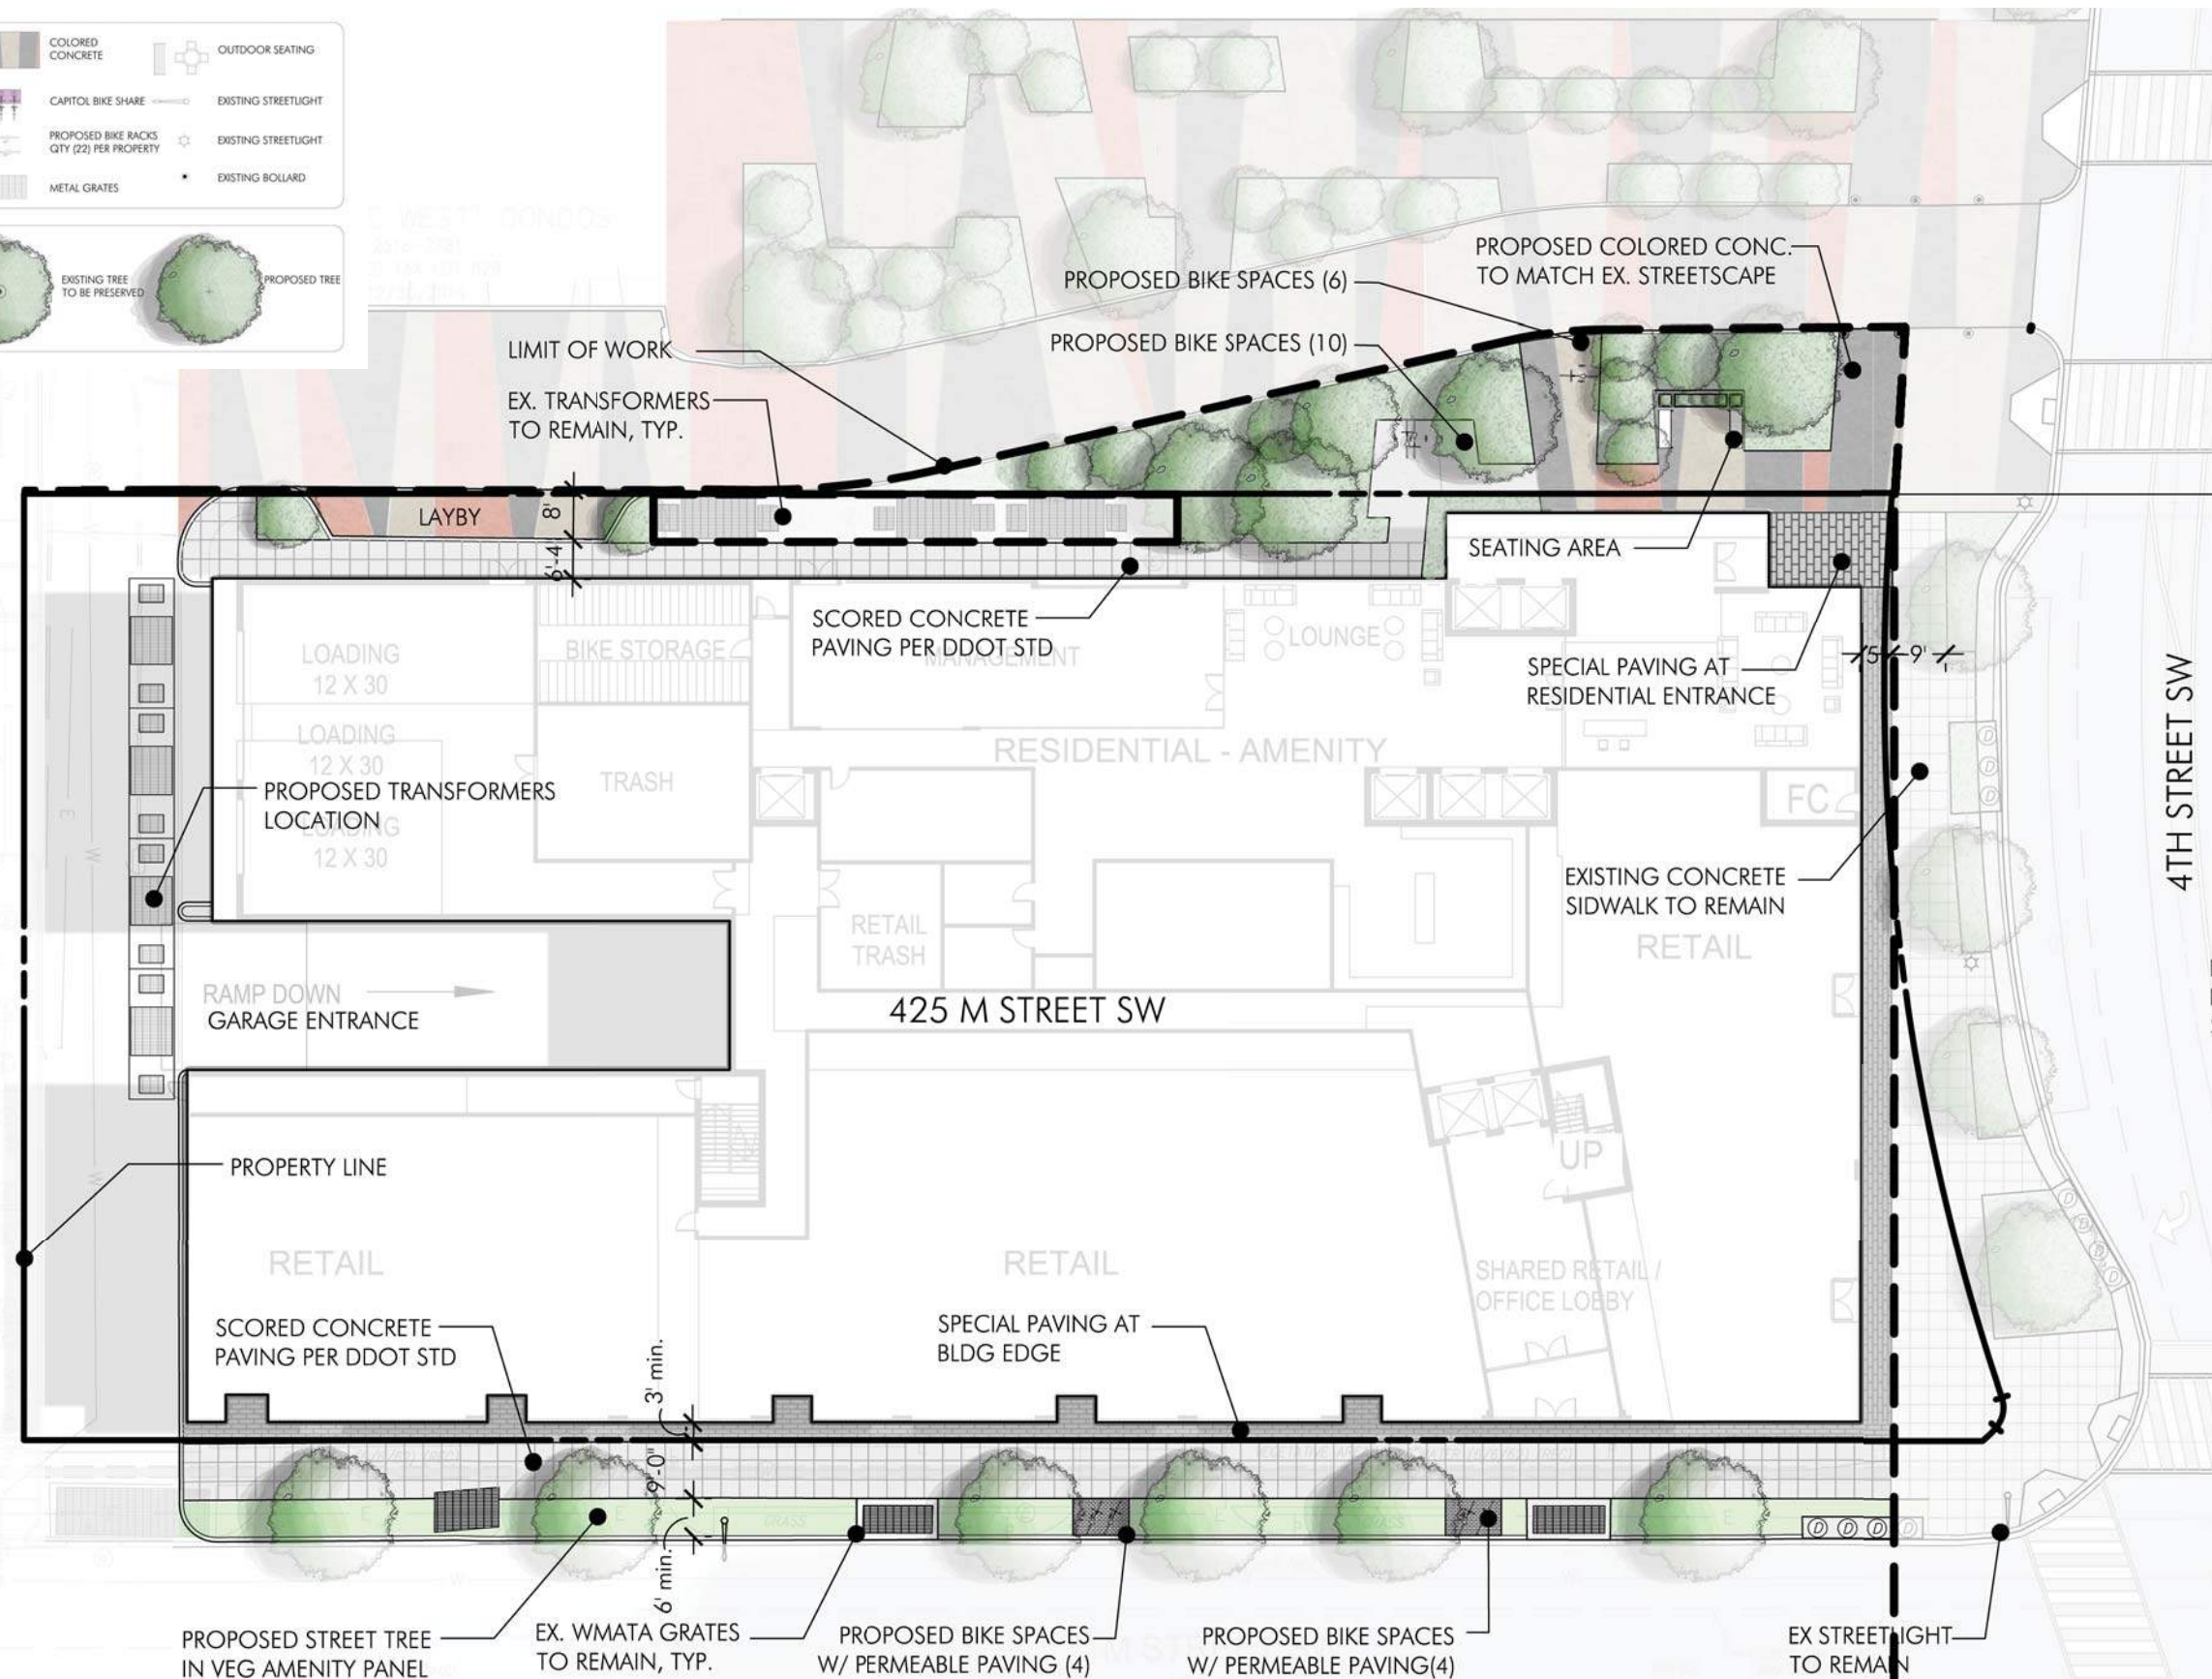 COLORED
CONCRETE
OUTDOOR SEATING
CAPITOL BIKE SHARE
EXISTING STREETLIGHT
PROPOSED BIKE RACKS
QTY (22) PER PROPERTY
EXISTING STREETLIGHT
METAL GRATES
EXISTING BOLLARD
EXISTING TREE
TO BE PRESERVED
PROPOSED TREE
WEST CONDOS
PROPOSED COLORED CONC.
TO MATCH EX. STREETSCAPE
PROPOSED BIKE SPACES (6)
PROPOSED BIKE SPACES (10)
LIMIT OF WORK
EX. TRANSFORMERS
TO REMAIN, TYP.
LAYBY
8'
6'-4"
SEATING AREA
SCORED CONCRETE
PAVING PER DDOT STD
LOADING
12 X 30
BIKE STORAGE
MANAGEMENT
LOUNGE
SPECIAL PAVING AT
RESIDENTIAL ENTRANCE
5'
9'
4TH STREET SW
LOADING
12 X 30
TRASH
RESIDENTIAL - AMENITY
PROPOSED TRANSFORMERS
LOCATION
LOADING
12 X 30
FC
EXISTING CONCRETE
SIDWALK TO REMAIN
RETAIL
TRASH
RETAIL
RAMP DOWN
GARAGE ENTRANCE
425 M STREET SW
UP
PROPERTY LINE
RETAIL
RETAIL
SHARED RETAIL /
OFFICE LOBBY
SCORED CONCRETE
PAVING PER DDOT STD
SPECIAL PAVING AT
BLDG EDGE
3' min.
9'-0"
6' min.
D D D D
PROPOSED STREET TREE
IN VEG AMENITY PANEL
EX. WMATA GRATES
TO REMAIN, TYP.
PROPOSED BIKE SPACES
W/ PERMEABLE PAVING (4)
PROPOSED BIKE SPACES
W/ PERMEABLE PAVING(4)
EX STREETLIGHT
TO REMAIN